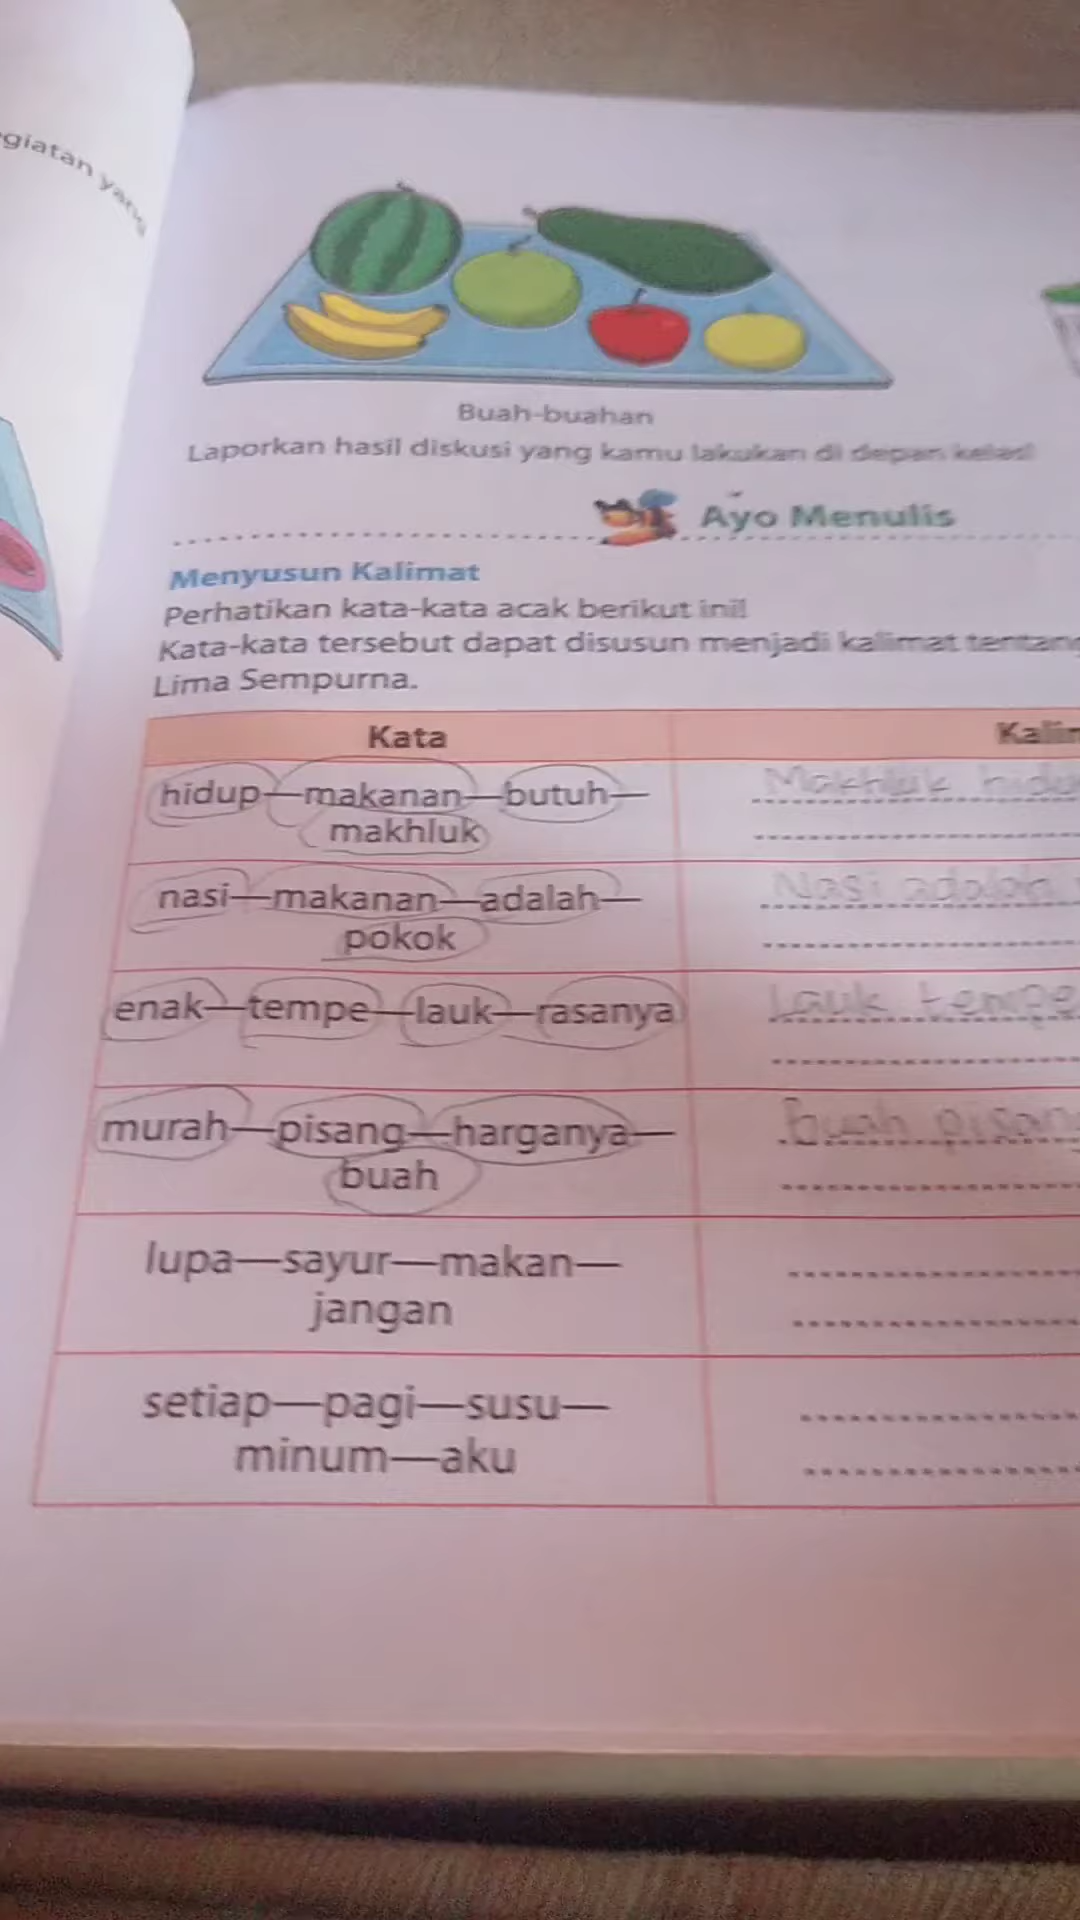 egiatan yang
Buah-buahan
Laporkan hasil diskusi yang kamu lakukan di depan kelas!
Ayo Menulis
Menyusun Kalimat
Perhatikan kata-kata acak berikut ini!
Kata-kata tersebut dapat disusun menjadi kalimat tentang
Lima Sempurna.
Kata
Kalim
hidup—makanan—butuh—
makhluk
Makhluk hidu
nasi—makanan—adalah—
pokok
Nasi adalah
enak—tempe—lauk—rasanya
Lauk tempe
murah—pisang—harganya—
buah
Buah pisang
lupa—sayur—makan—
jangan
setiap—pagi—susu—
minum—aku